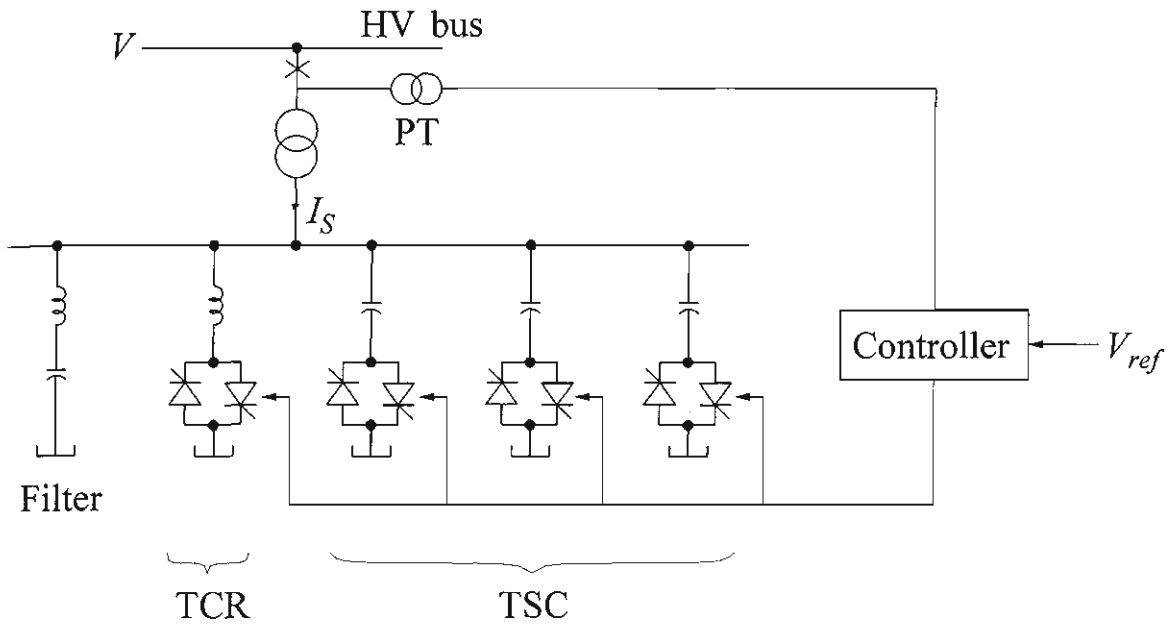 HV bus
V
PT
I_S
Controller
V_ref
Filter
TCR
TSC